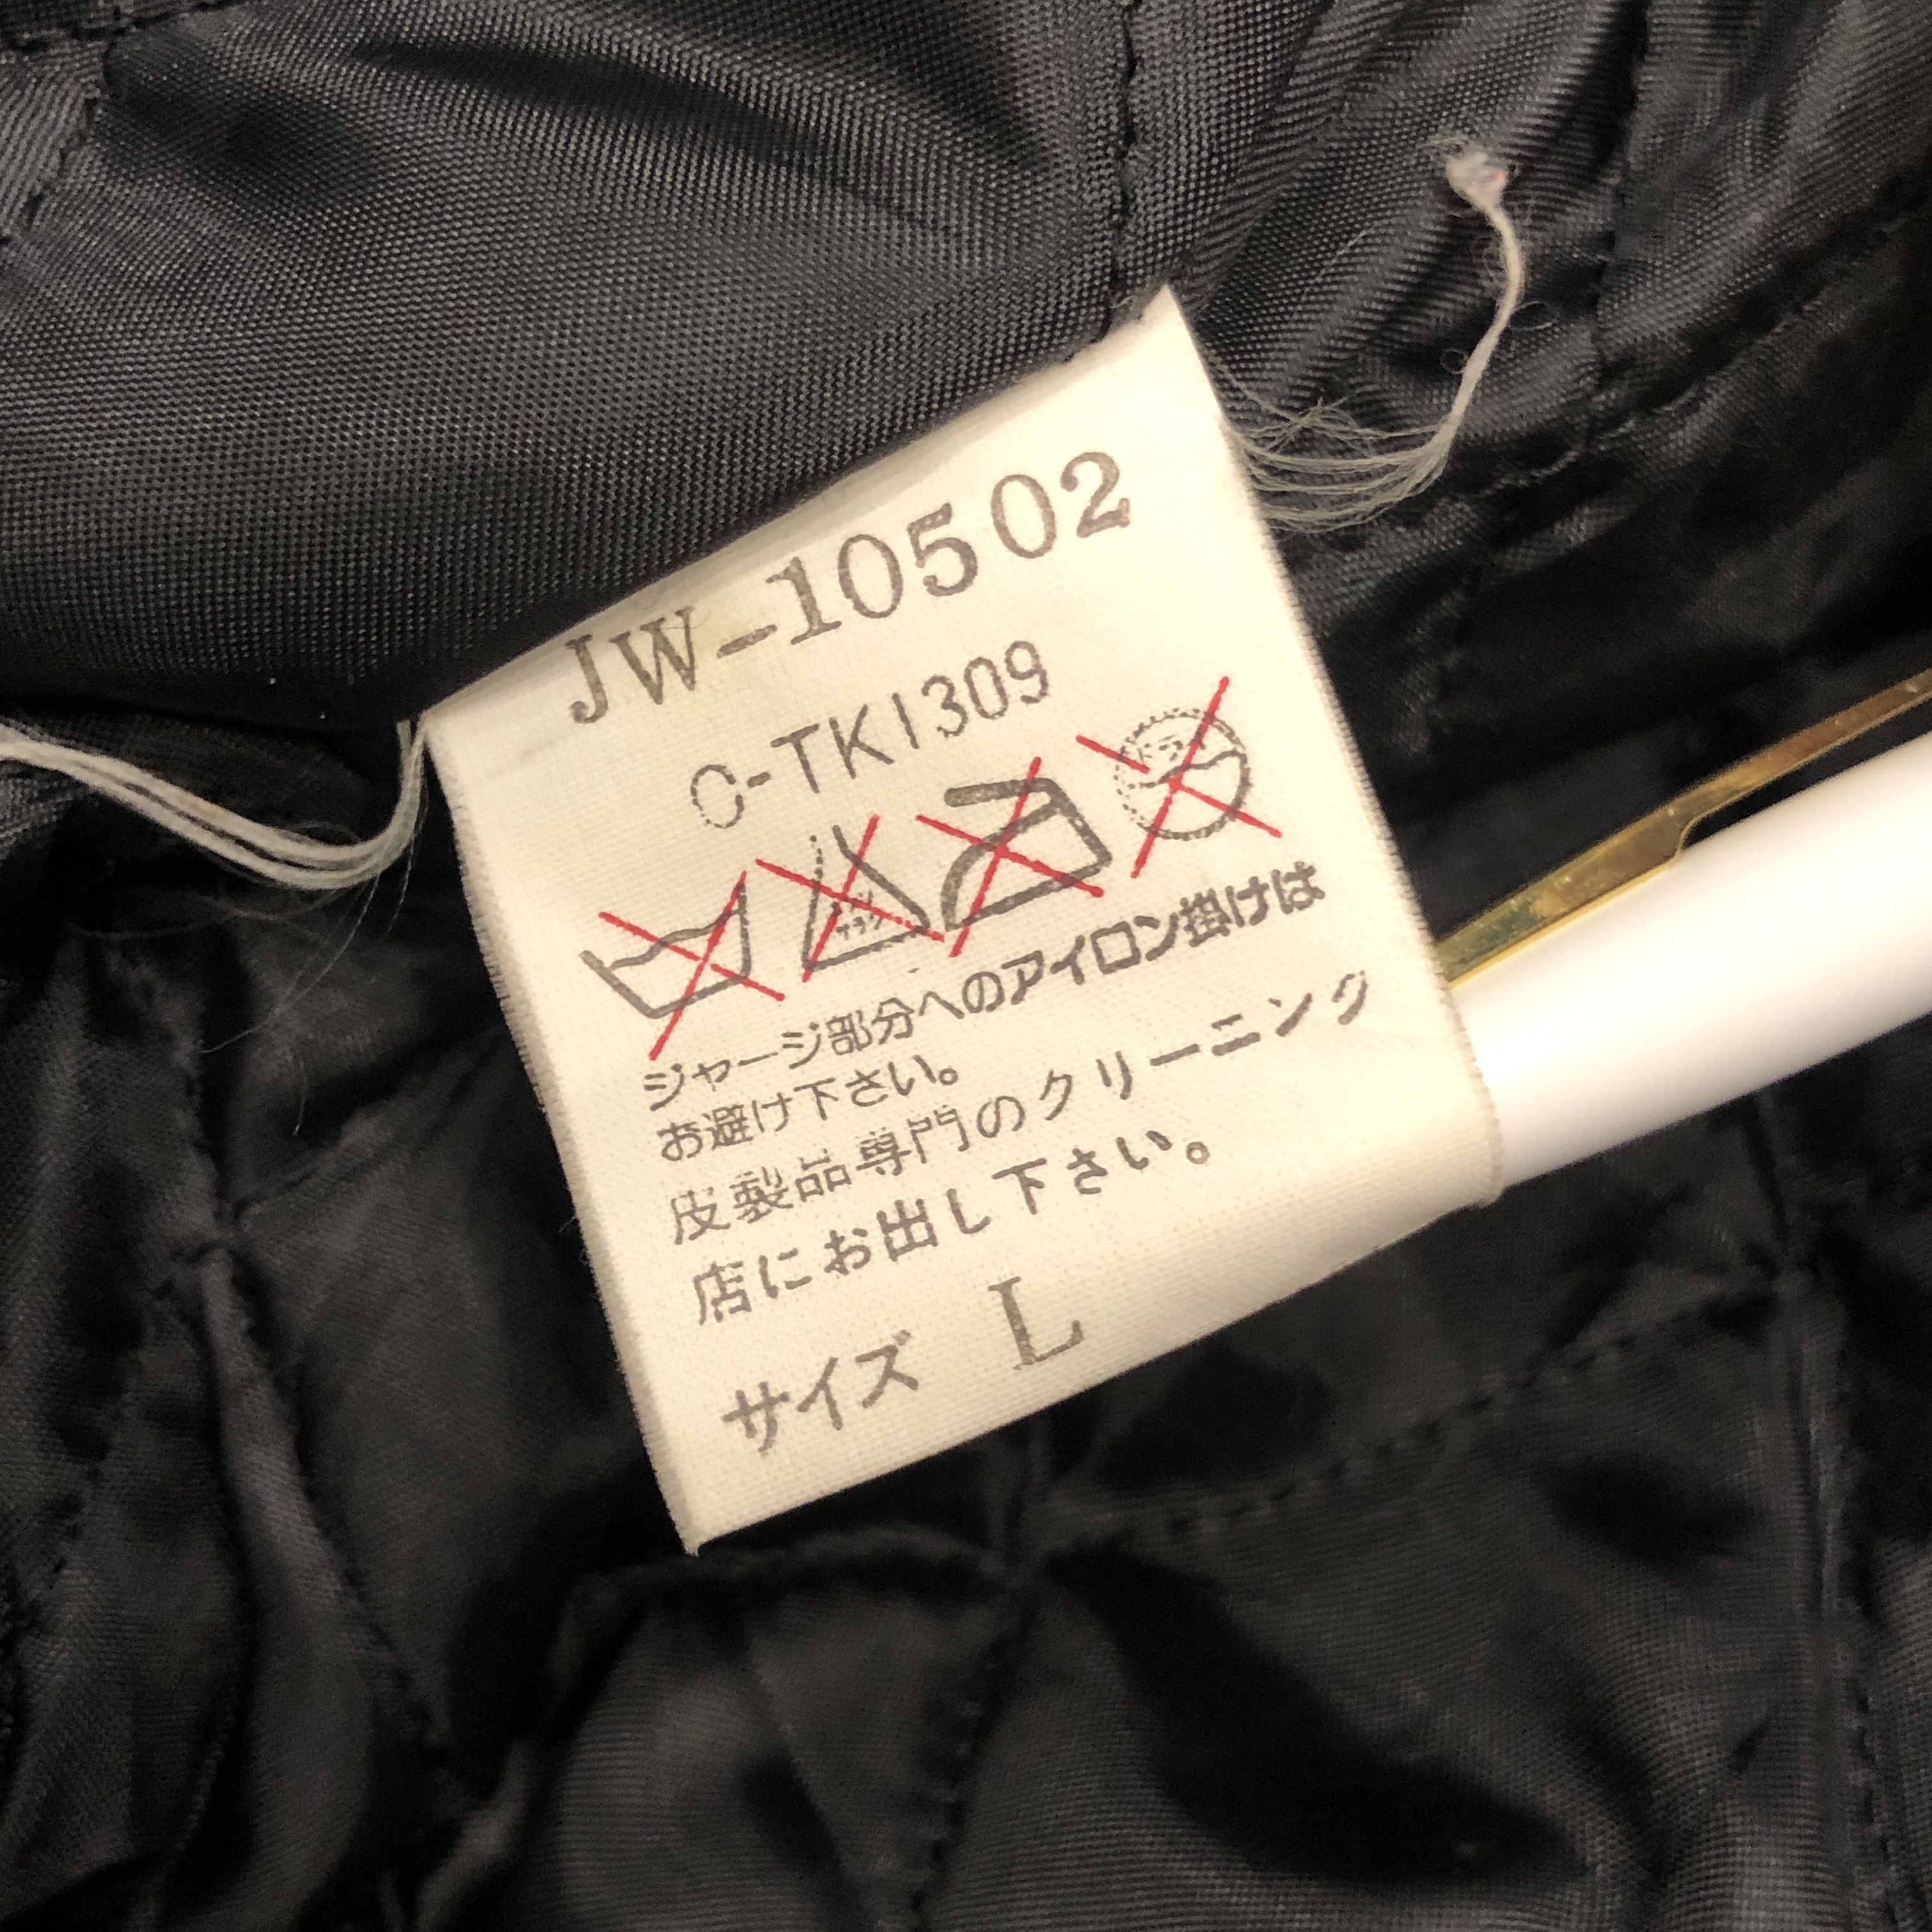 JW-10502
C-TK1309
ジャージ部分へのアイロン掛けは
お避け下さい。
皮製品専門のクリーニング
店にお出し下さい。
サイズ L